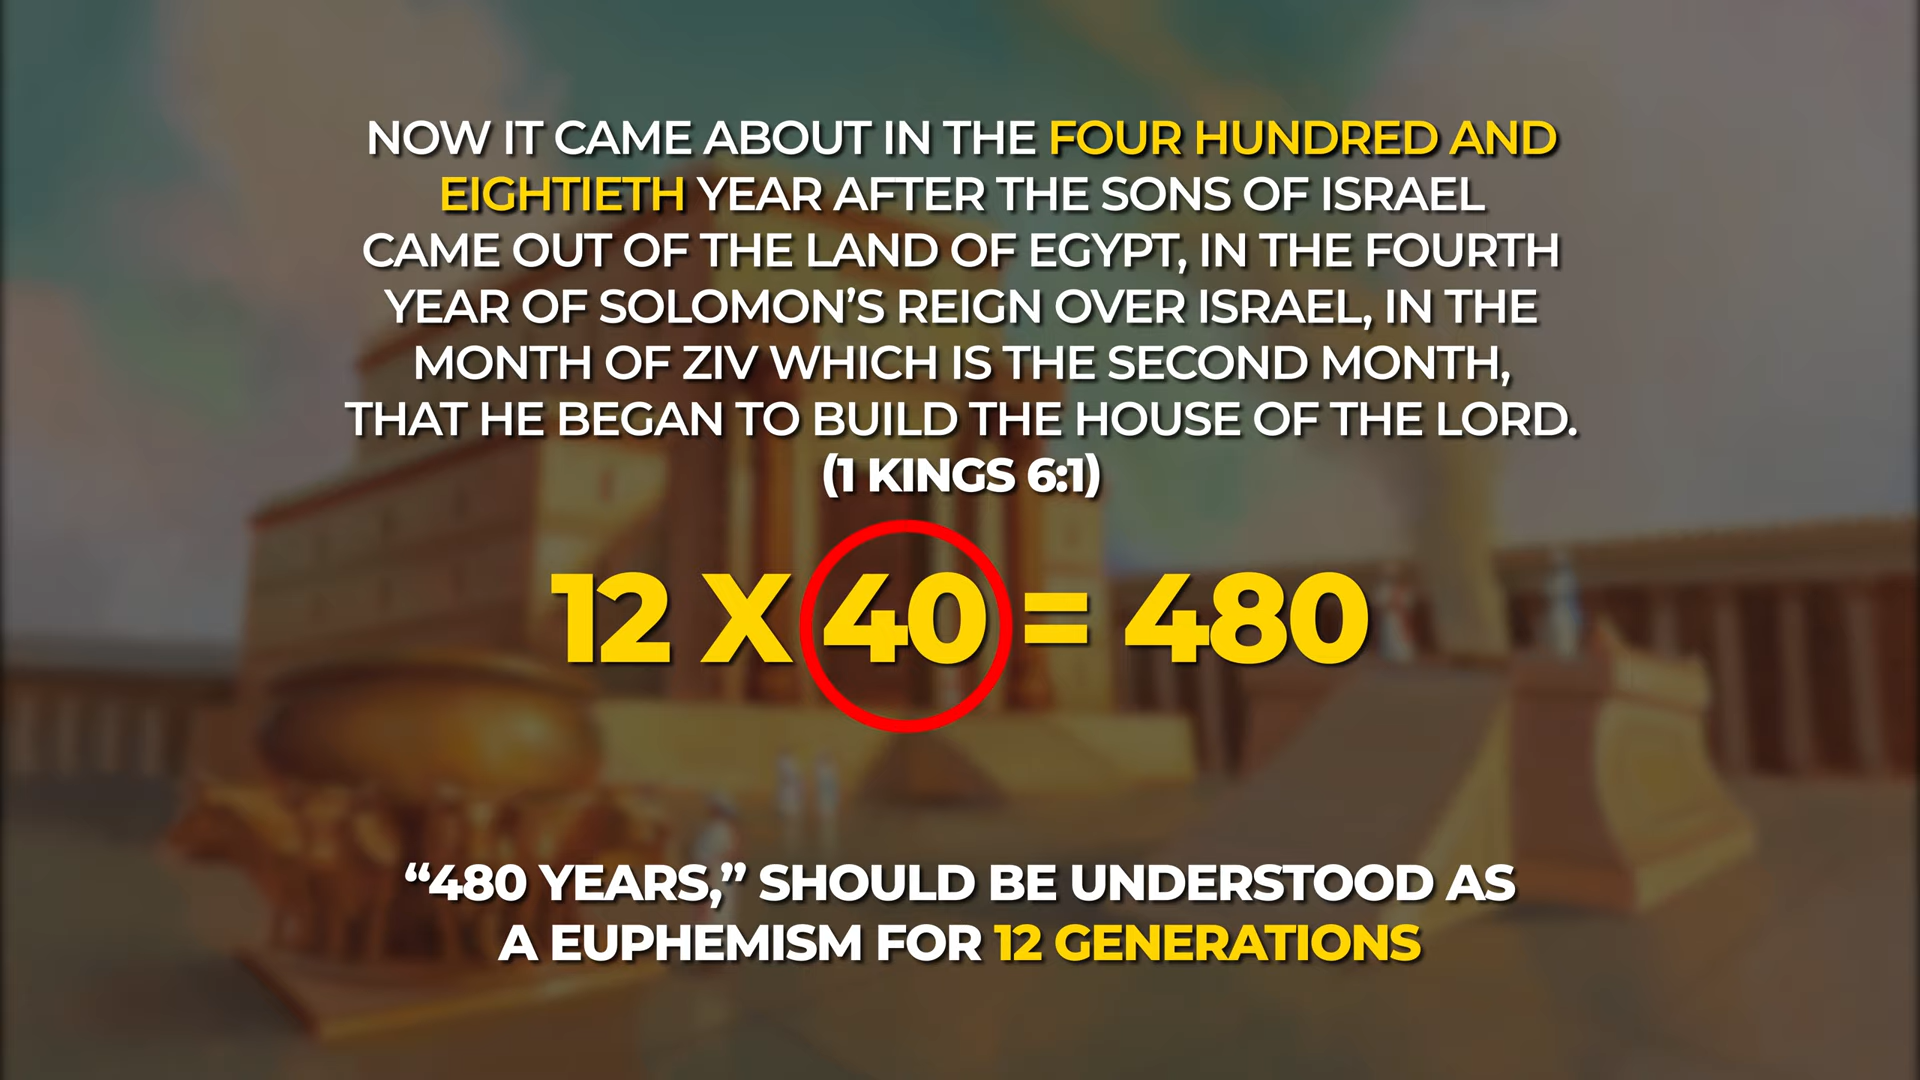 NOW IT CAME ABOUT IN THE FOUR HUNDRED AND
EIGHTIETH YEAR AFTER THE SONS OF ISRAEL
CAME OUT OF THE LAND OF EGYPT, IN THE FOURTH
YEAR OF SOLOMON’S REIGN OVER ISRAEL, IN THE
MONTH OF ZIV WHICH IS THE SECOND MONTH,
THAT HE BEGAN TO BUILD THE HOUSE OF THE LORD.
(1 KINGS 6:1)
12 X 40 = 480
“480 YEARS,” SHOULD BE UNDERSTOOD AS
A EUPHEMISM FOR 12 GENERATIONS